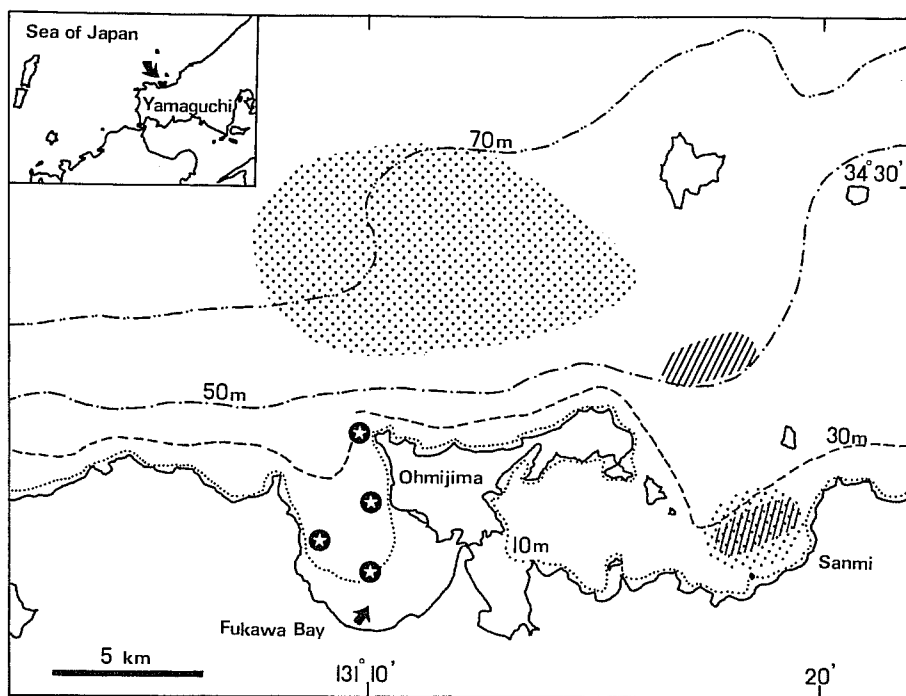 Sea of Japan
Yamaguchi
70m
34°30'
50m
30m
Ohmijima
10m
Sanmi
Fukawa Bay
5 km
131°10'
20'